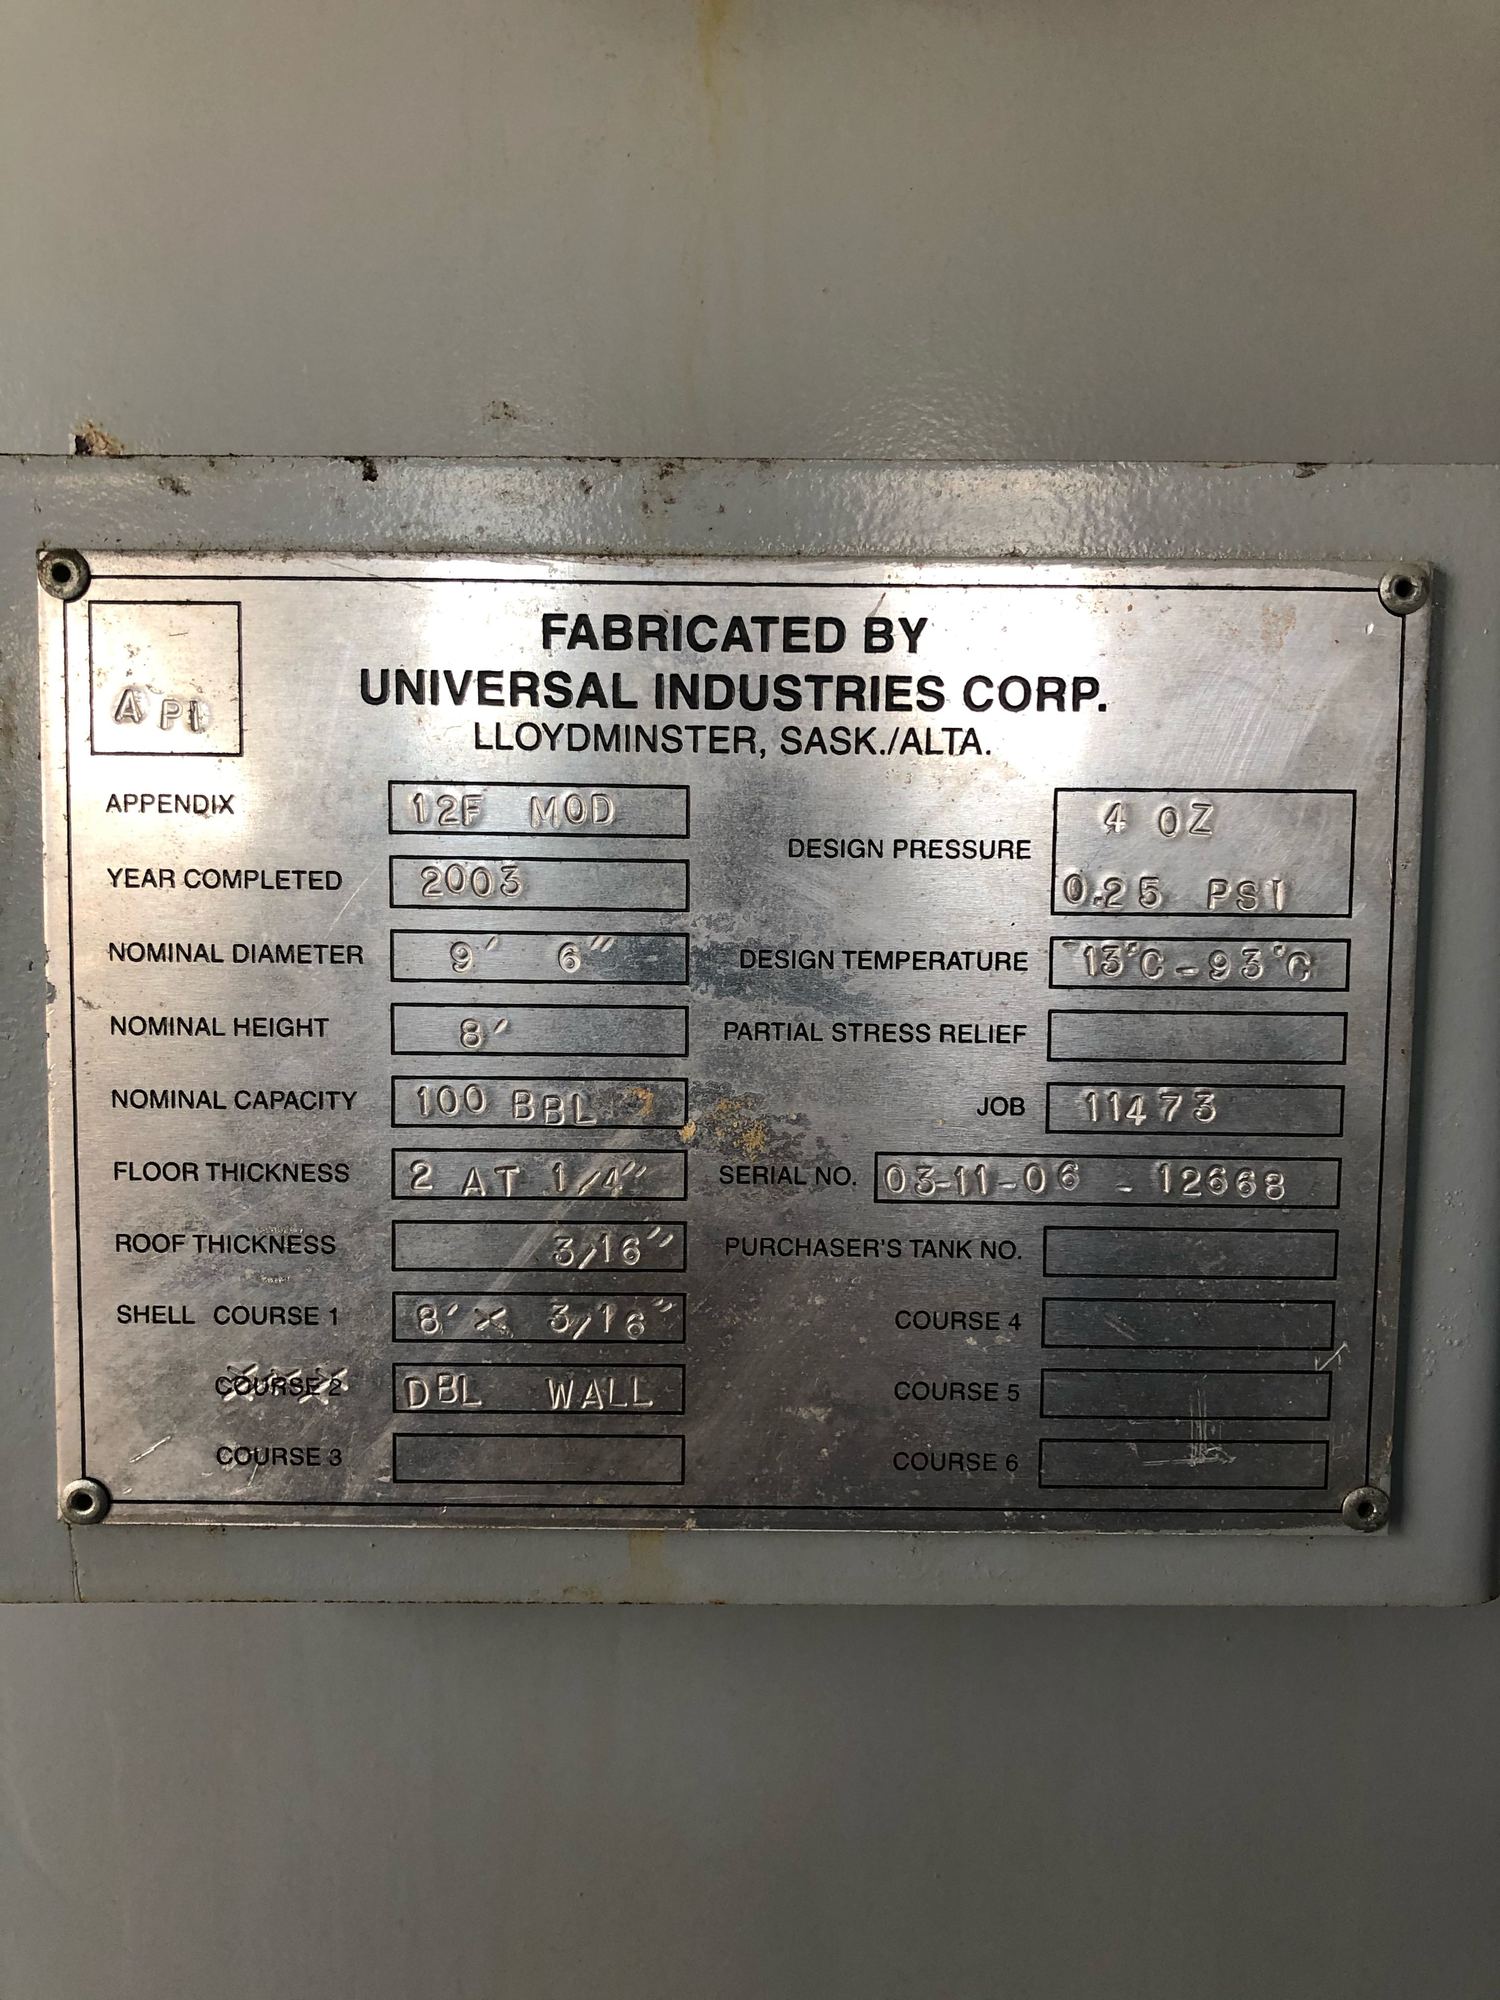 API
FABRICATED BY
UNIVERSAL INDUSTRIES CORP.
LLOYDMINSTER, SASK./ALTA.
APPENDIX 12F MOD
YEAR COMPLETED 2003
NOMINAL DIAMETER 9' 6"
NOMINAL HEIGHT 8'
NOMINAL CAPACITY 100 BBL
FLOOR THICKNESS 2 AT 1/4"
ROOF THICKNESS 3/16"
SHELL COURSE 1 8' X 3/16"
COURSE 2 DBL WALL
COURSE 3
DESIGN PRESSURE 4 OZ
0.25 PSI
DESIGN TEMPERATURE -13°C-93°C
PARTIAL STRESS RELIEF
JOB 11473
SERIAL NO. 03-11-06 - 12668
PURCHASER'S TANK NO.
COURSE 4
COURSE 5
COURSE 6